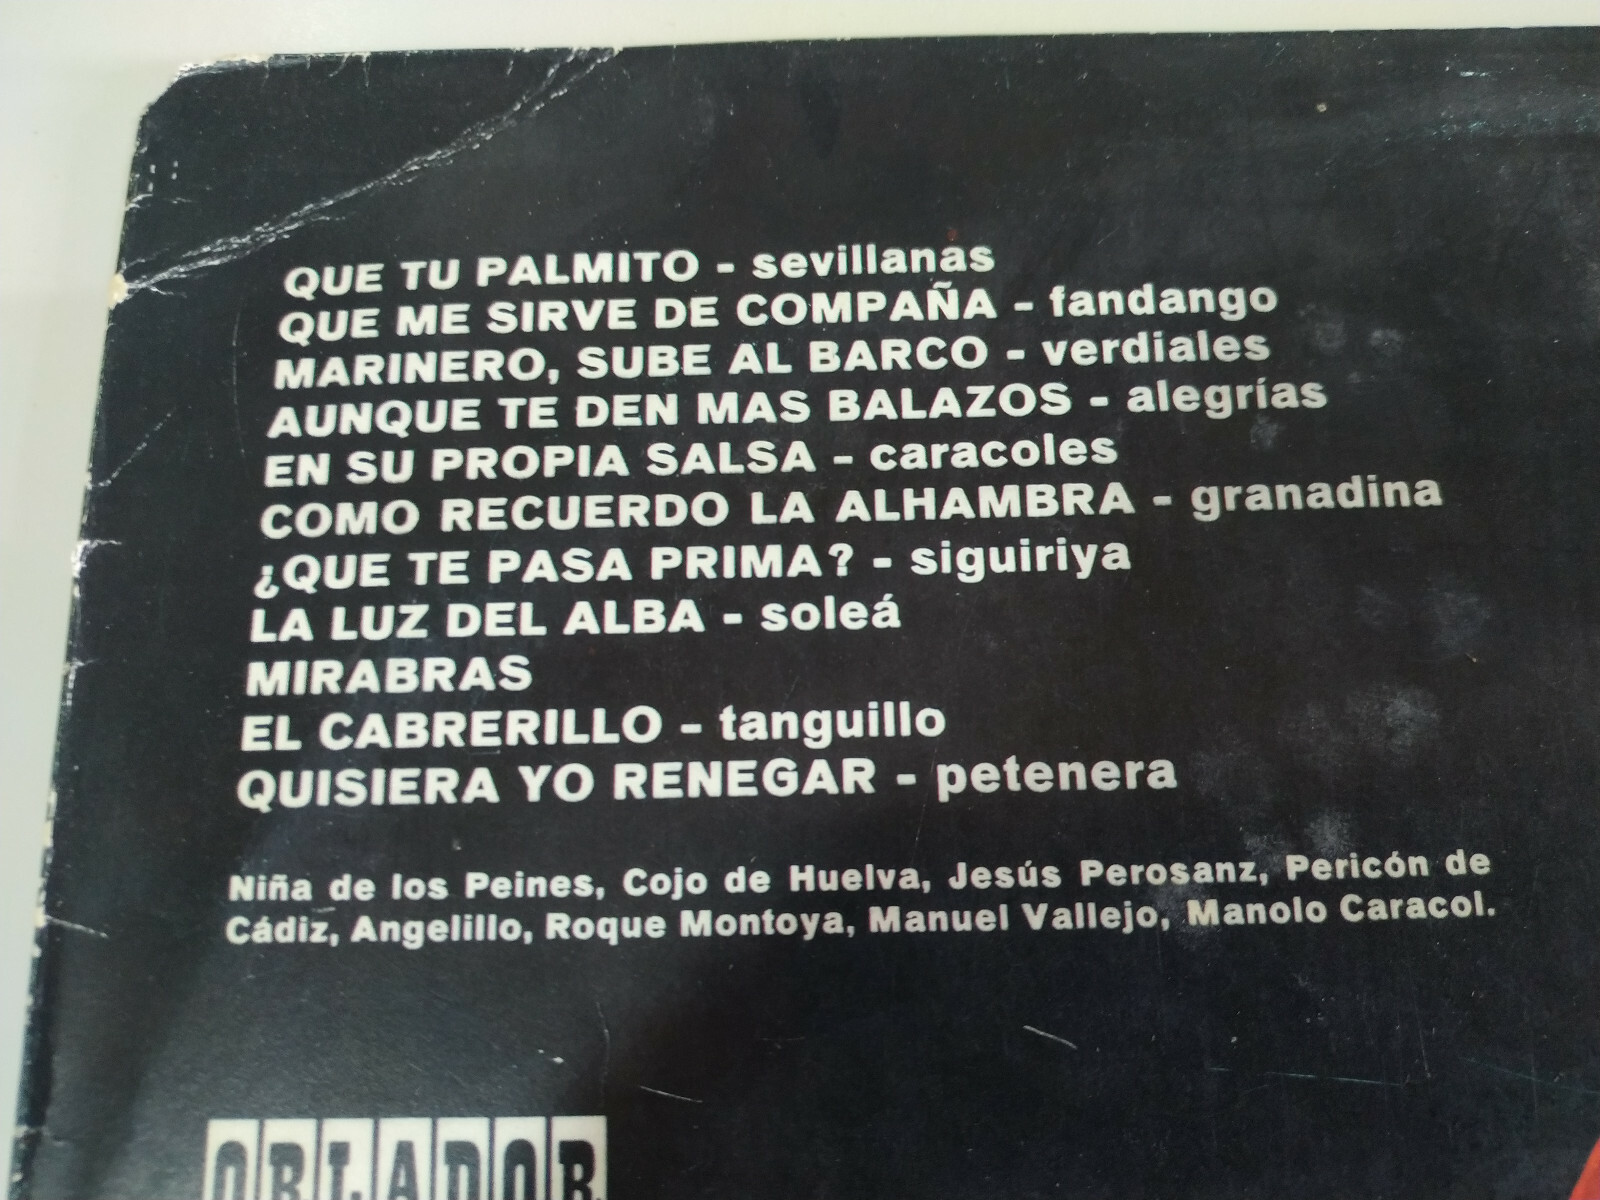 QUE TU PALMITO - sevillanas
QUE ME SIRVE DE COMPAÑA - fandango
MARINERO, SUBE AL BARCO - verdiales
AUNQUE TE DEN MAS BALAZOS - alegrías
EN SU PROPIA SALSA - caracoles
COMO RECUERDO LA ALHAMBRA - granadina
¿QUE TE PASA PRIMA? - siguiriya
LA LUZ DEL ALBA - soleá
MIRABRAS
EL CABRERILLO - tanguillo
QUISIERA YO RENEGAR - petenera
Niña de los Peines, Cojo de Huelva, Jesús Perosanz, Pericón de
Cádiz, Angelillo, Roque Montoya, Manuel Vallejo, Manolo Caracol.
ORLADOR